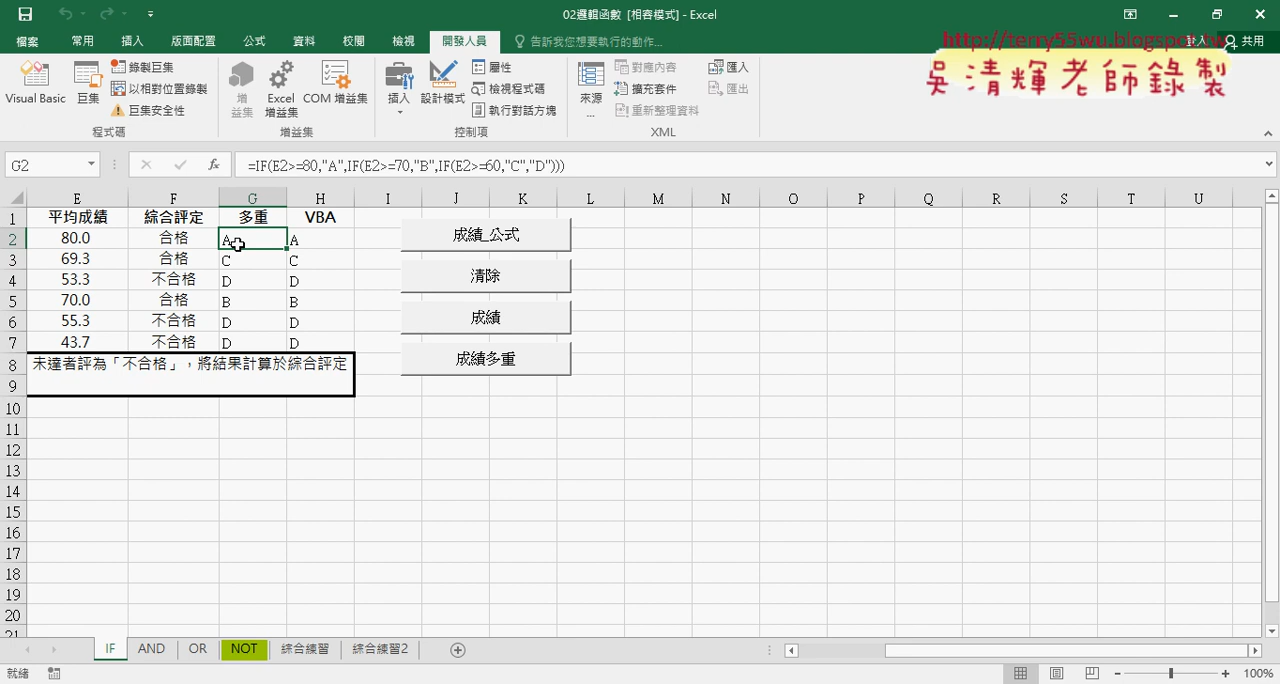 02邏輯函數 [相容模式] - Excel
檔案 常用 插入 版面配置 公式 資料 校閱 檢視 開發人員 告訴我您想要執行的動作... 登入 共用
http://terry55wu.blogspot.tw
吳清輝老師錄製
Visual Basic 巨集 錄製巨集 以相對位置錄製 巨集安全性 程式碼
增益集 Excel 增益集 COM 增益集 增益集
插入 設計模式 屬性 檢視程式碼 執行對話方塊 控制項
來源... 對應內容 擴充套件 重新整理資料 匯入 匯出 XML
G2 fx =IF(E2>=80,"A",IF(E2>=70,"B",IF(E2>=60,"C","D")))
E F G H I J K L M N O P Q R S T U
1 平均成績 綜合評定 多重 VBA
2 80.0 合格 A A
3 69.3 合格 C C
4 53.3 不合格 D D
5 70.0 合格 B B
6 55.3 不合格 D D
7 43.7 不合格 D D
8 未達者評為「不合格」，將結果計算於綜合評定
9
10
11
12
13
14
15
16
17
18
19
20
21
成績_公式
清除
成績
成績多重
IF AND OR NOT 綜合練習 綜合練習2
就緒 100%